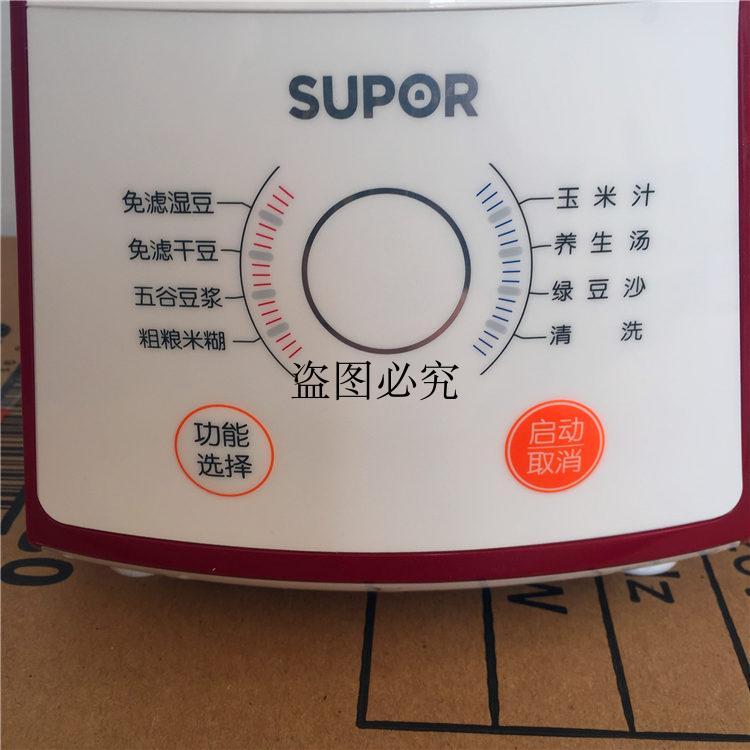 SUPOR
免滤湿豆
免滤干豆
五谷豆浆
粗粮米糊
玉米汁
养生汤
绿豆沙
清洗
盗图必究
功能
选择
启动
取消